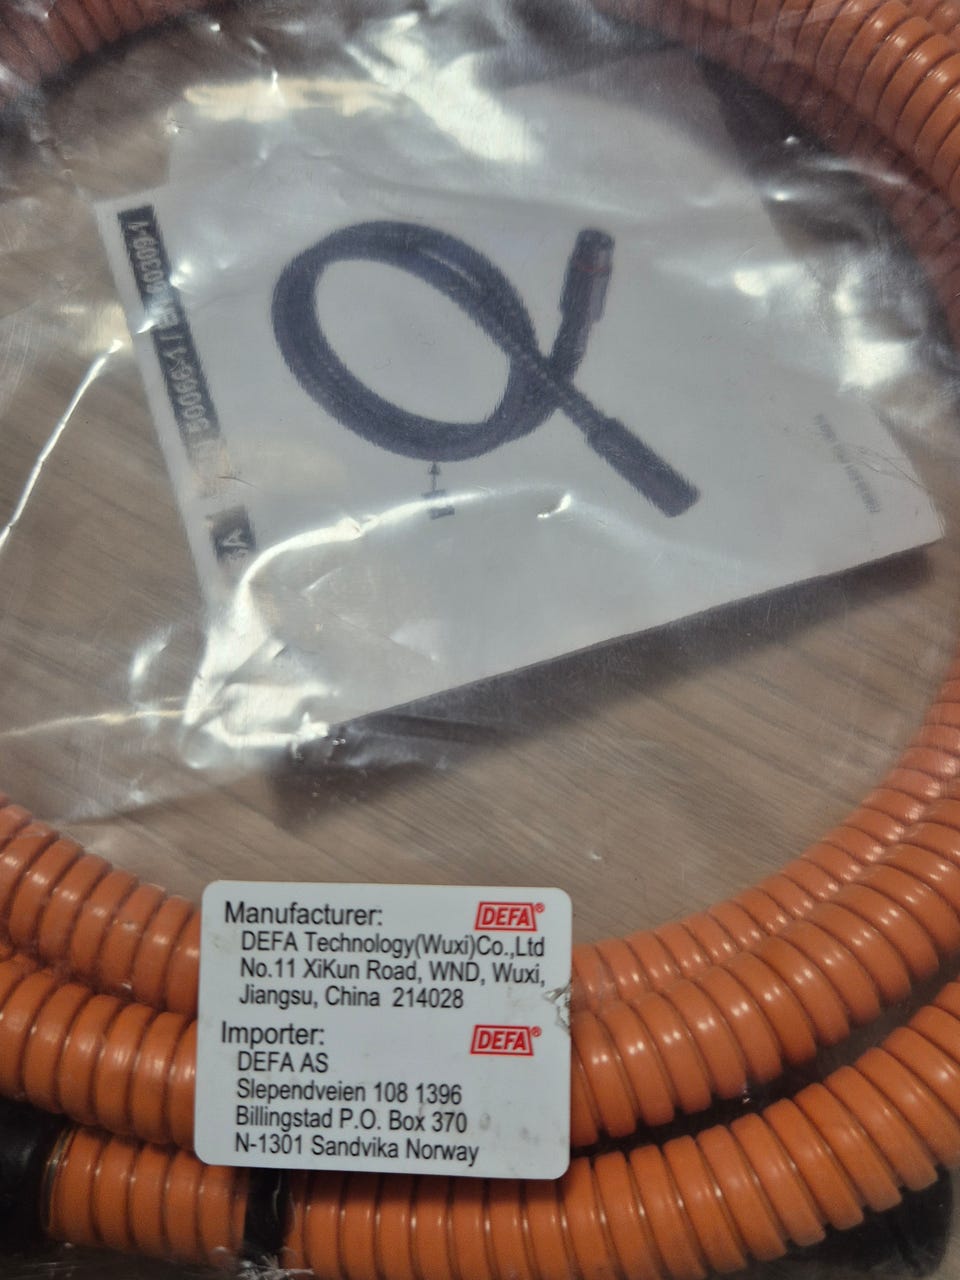 Manufacturer:
DEFA®
DEFA Technology(Wuxi)Co.,Ltd
No.11 XiKun Road, WND, Wuxi,
Jiangsu, China 214028
Importer:
DEFA®
DEFA AS
Slependveien 108 1396
Billingstad P.O. Box 370
N-1301 Sandvika Norway